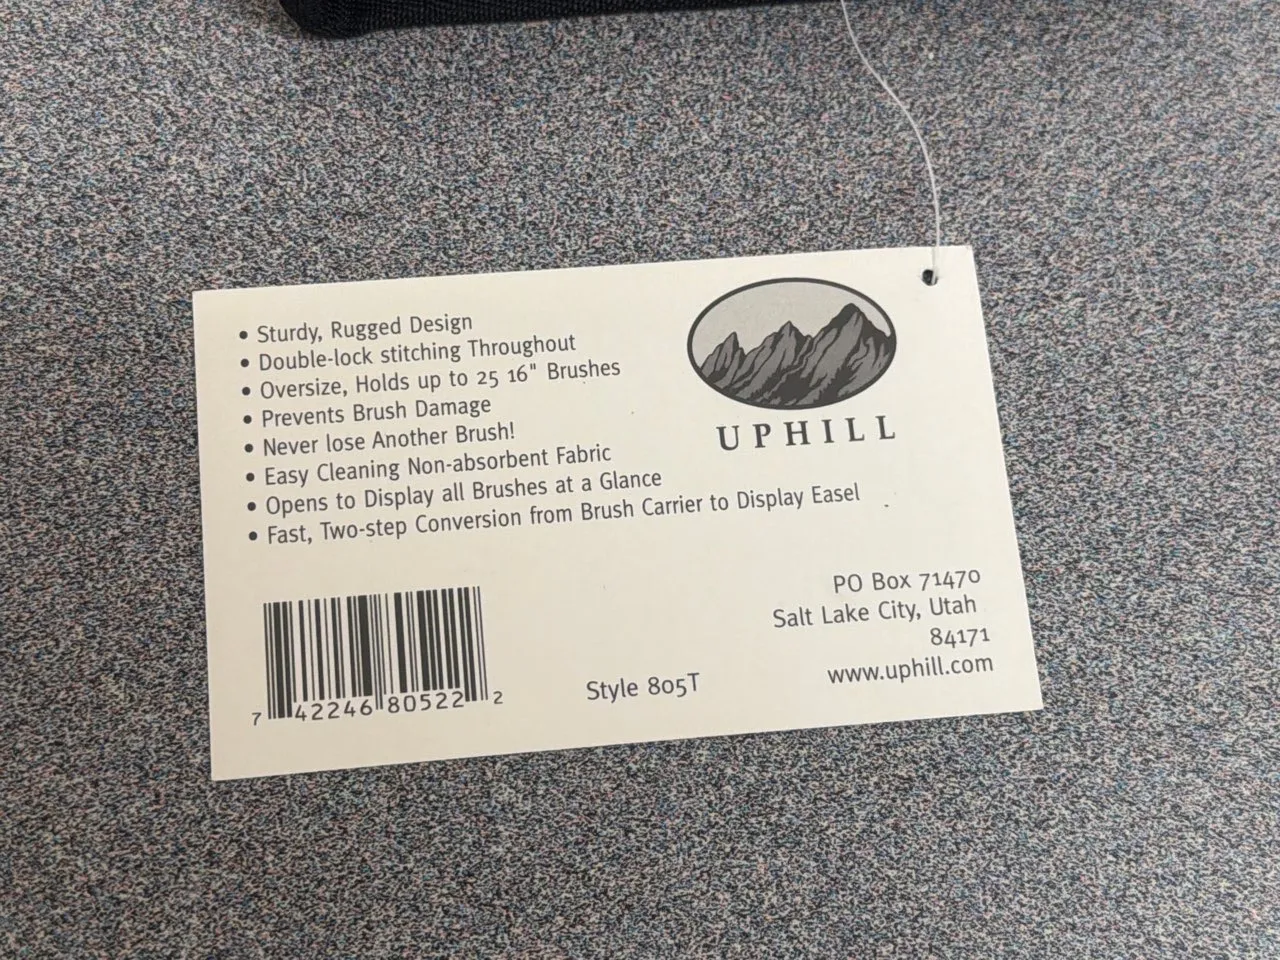 • Sturdy, Rugged Design
• Double-lock stitching Throughout
• Oversize, Holds up to 25 16" Brushes
• Prevents Brush Damage
• Never lose Another Brush!
• Easy Cleaning Non-absorbent Fabric
• Opens to Display all Brushes at a Glance
• Fast, Two-step Conversion from Brush Carrier to Display Easel
UPHILL
PO Box 71470
Salt Lake City, Utah
84171
www.uphill.com
Style 805T
7 42246 80522 2